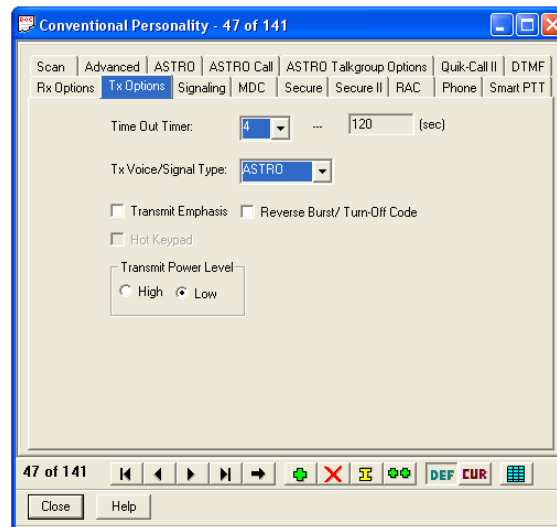 Conventional Personality - 47 of 141
Scan Advanced ASTRO ASTRO Call ASTRO Talkgroup Options Quik-Call II DTMF
Rx Options Tx Options Signaling MDC Secure Secure II RAC Phone Smart PTT
Time Out Timer: 4 --- 120 (sec)
Tx Voice/Signal Type: ASTRO
Transmit Emphasis Reverse Burst/ Turn-Off Code
Hot Keypad
Transmit Power Level
High Low
47 of 141 DEF CUR
Close Help